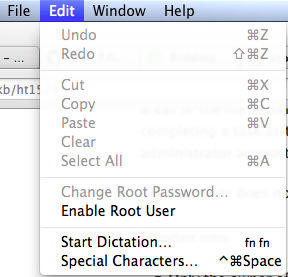 File Edit Window Help
Undo ⌘Z
Redo ⇧⌘Z
Cut ⌘X
Copy ⌘C
Paste ⌘V
Clear
Select All ⌘A
Change Root Password...
Enable Root User
Start Dictation... fn fn
Special Characters... ^⌘Space